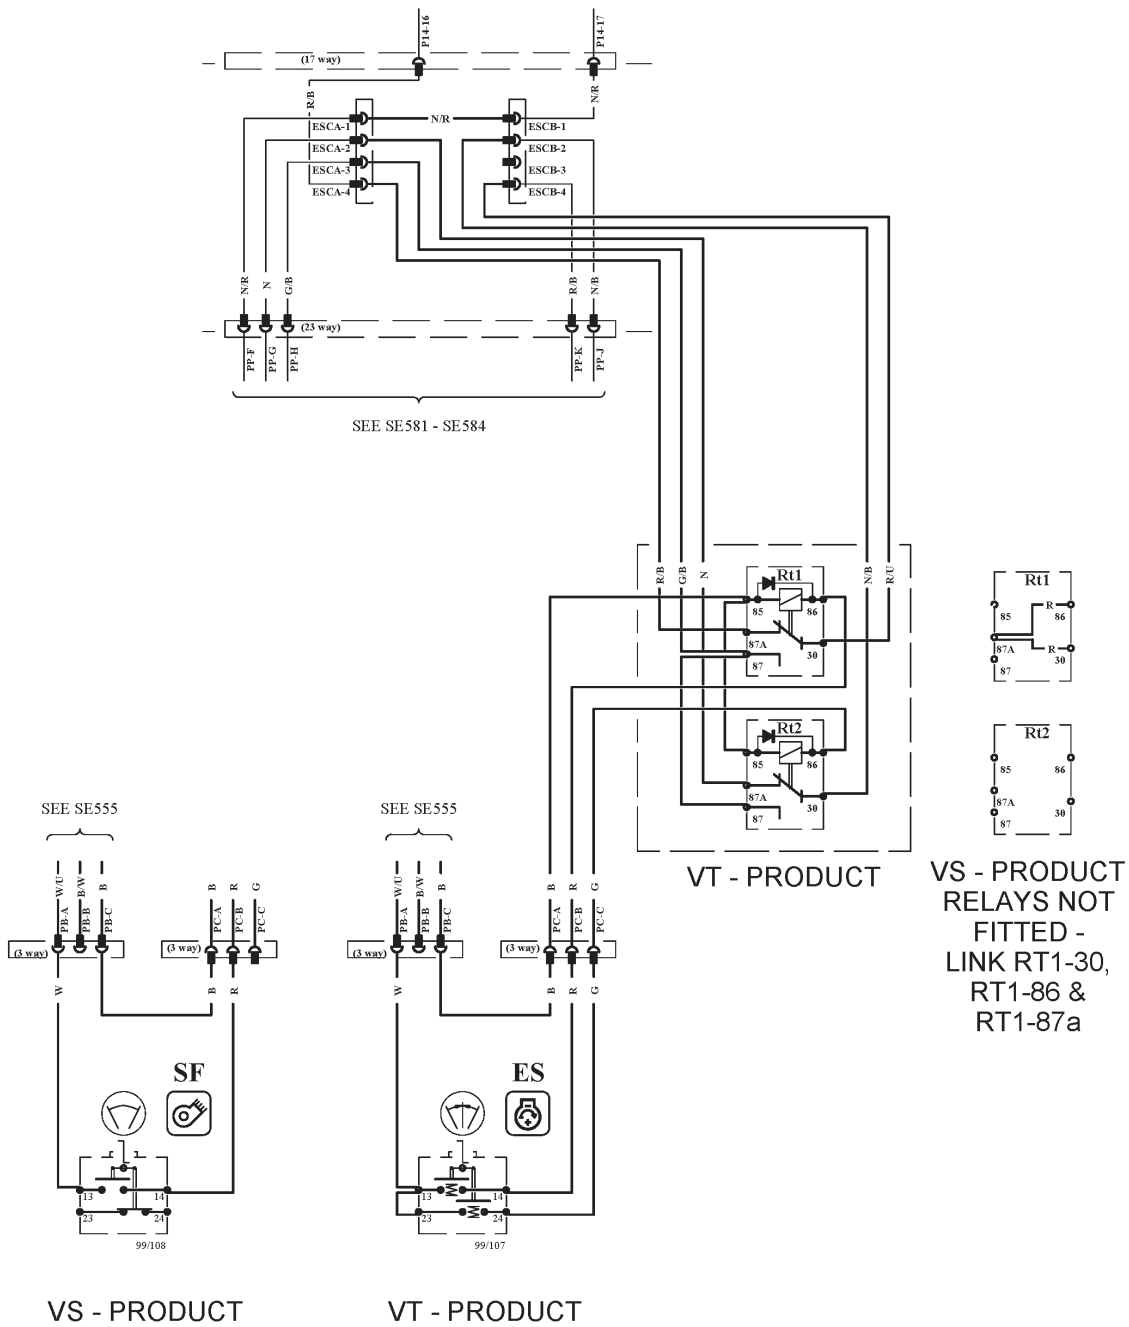 P14-16
P14-17
(17 way)
R/B
N/R
N/R
ESCA-1
ESCB-1
ESCA-2
ESCB-2
ESCA-3
ESCB-3
ESCA-4
ESCB-4
N/R
N
G/B
R/B
N/B
(23 way)
PP-F
PP-G
PP-H
PP-K
PP-J
SEE SE581 - SE584
R/B
G/B
N
N/B
R/U
Rt1
85
86
87A
30
87
Rt2
85
86
87A
30
87
VT - PRODUCT
Rt1
R
85
86
87A
R
30
87
Rt2
85
86
87A
30
87
VS - PRODUCT
RELAYS NOT
FITTED -
LINK RT1-30,
RT1-86 &
RT1-87a
SEE SE555
W/U
B/W
B
B
R
G
PB-A
PB-B
PB-C
PC-A
PC-B
PC-C
(3 way)
(3 way)
W
B
R
SF
13
14
23
24
99/108
VS - PRODUCT
SEE SE555
W/U
B/W
B
B
R
G
PB-A
PB-B
PB-C
PC-A
PC-B
PC-C
(3 way)
(3 way)
W
B
R
G
ES
13
14
23
24
99/107
VT - PRODUCT